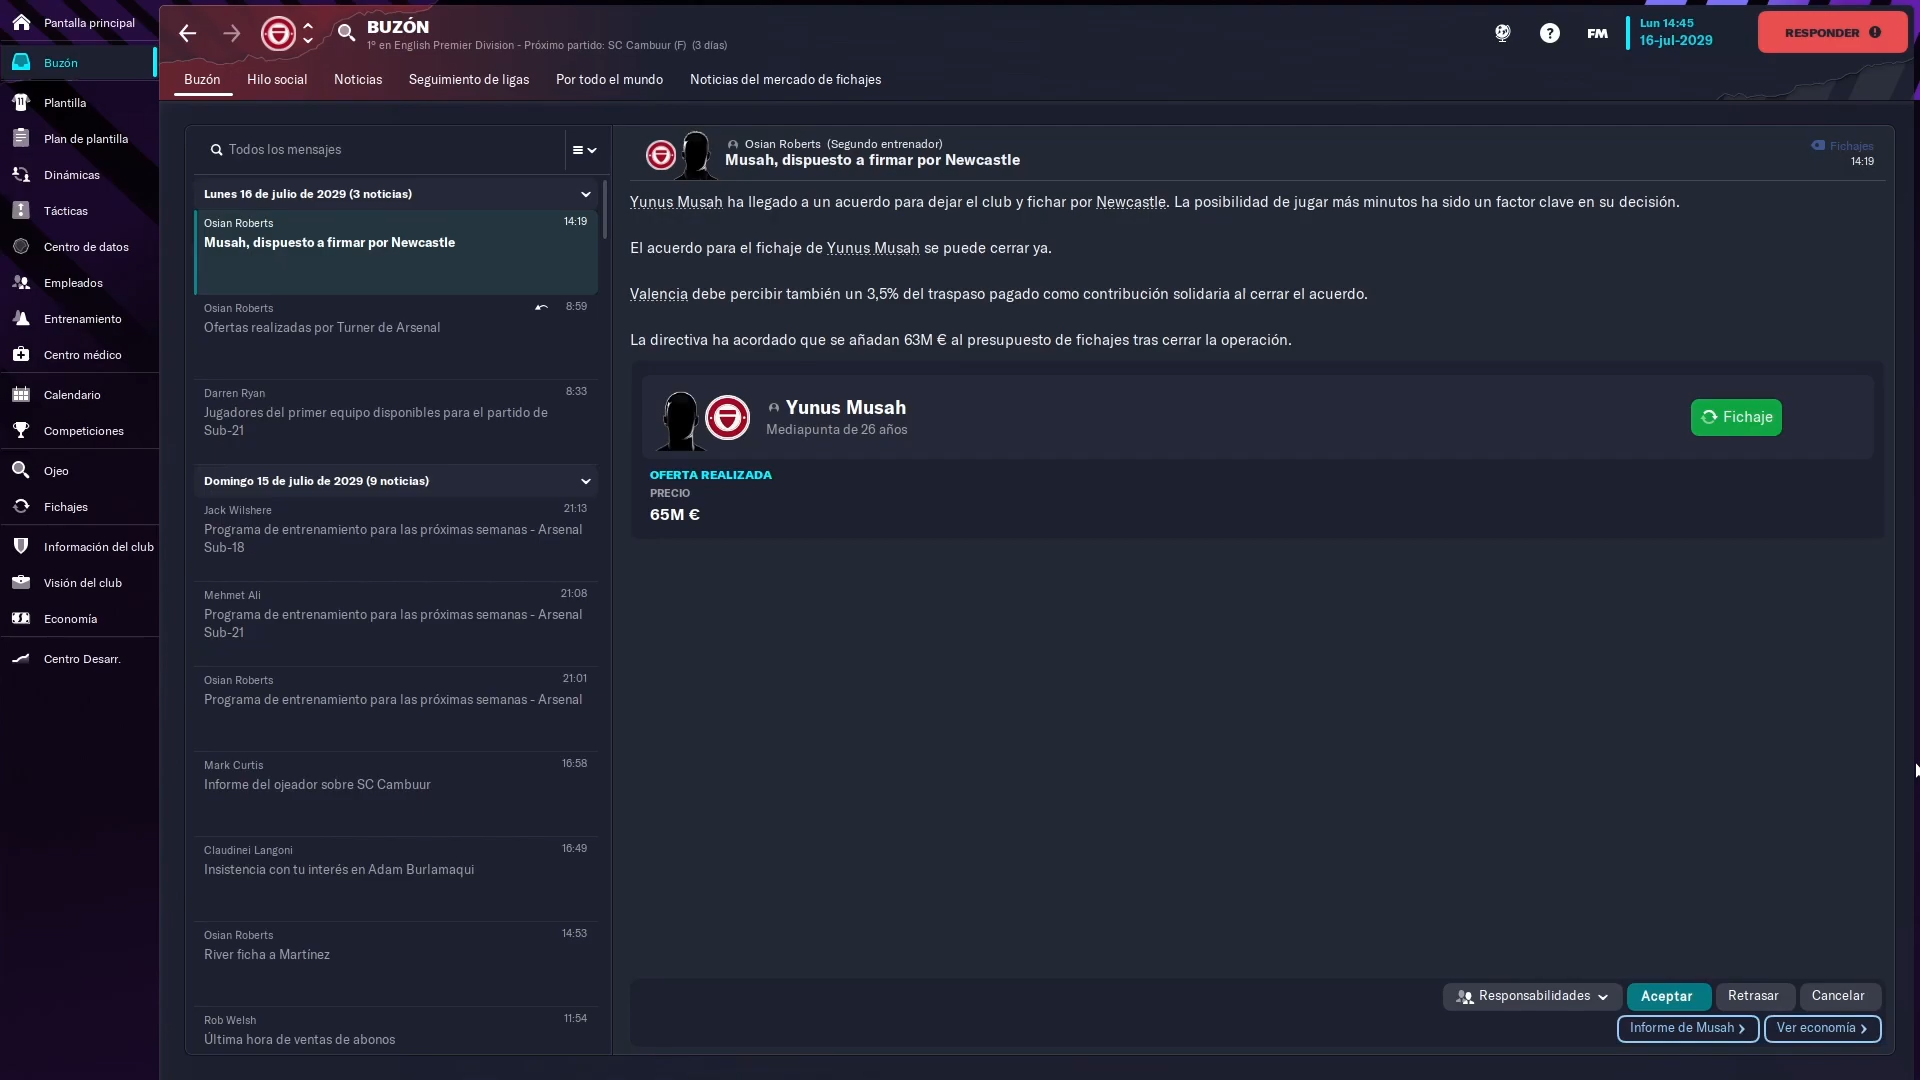 Pantalla principal
Buzón
Plantilla
Plan de plantilla
Dinámicas
Tácticas
Centro de datos
Empleados
Entrenamiento
Centro médico
Calendario
Competiciones
Ojeo
Fichajes
Información del club
Visión del club
Economía
Centro Desarr.
BUZÓN
1º en English Premier Division - Próximo partido: SC Cambuur (F) (3 días)
FM
Lun 14:45
16-jul-2029
RESPONDER
Buzón Hilo social Noticias Seguimiento de ligas Por todo el mundo Noticias del mercado de fichajes
Todos los mensajes
Lunes 16 de julio de 2029 (3 noticias)
Osian Roberts 14:19
Musah, dispuesto a firmar por Newcastle
Osian Roberts 8:59
Ofertas realizadas por Turner de Arsenal
Darren Ryan 8:33
Jugadores del primer equipo disponibles para el partido de
Sub-21
Domingo 15 de julio de 2029 (9 noticias)
Jack Wilshere 21:13
Programa de entrenamiento para las próximas semanas - Arsenal
Sub-18
Mehmet Ali 21:08
Programa de entrenamiento para las próximas semanas - Arsenal
Sub-21
Osian Roberts 21:01
Programa de entrenamiento para las próximas semanas - Arsenal
Mark Curtis 16:58
Informe del ojeador sobre SC Cambuur
Claudinei Langoni 16:49
Insistencia con tu interés en Adam Burlamaqui
Osian Roberts 14:53
River ficha a Martínez
Rob Welsh 11:54
Última hora de ventas de abonos
Osian Roberts (Segundo entrenador)
Musah, dispuesto a firmar por Newcastle
Fichajes
14:19
Yunus Musah ha llegado a un acuerdo para dejar el club y fichar por Newcastle. La posibilidad de jugar más minutos ha sido un factor clave en su decisión.
El acuerdo para el fichaje de Yunus Musah se puede cerrar ya.
Valencia debe percibir también un 3,5% del traspaso pagado como contribución solidaria al cerrar el acuerdo.
La directiva ha acordado que se añadan 63M € al presupuesto de fichajes tras cerrar la operación.
Yunus Musah
Mediapunta de 26 años
Fichaje
OFERTA REALIZADA
PRECIO
65M €
Responsabilidades Aceptar Retrasar Cancelar
Informe de Musah Ver economía